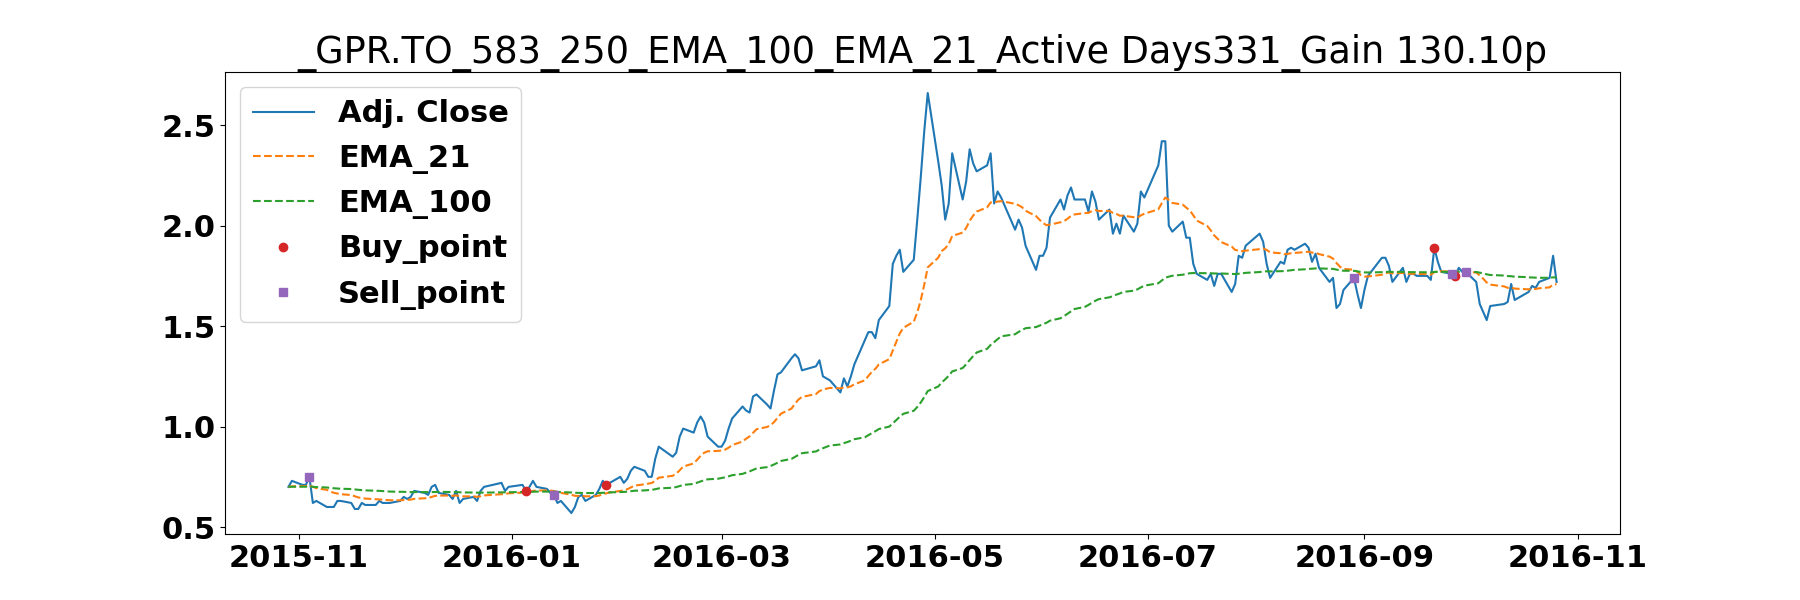 _GPR.TO_583_250_EMA_100_EMA_21_Active Days331_Gain 130.10p
Adj. Close
EMA_21
EMA_100
Buy_point
Sell_point
2.5
2.0
1.5
1.0
0.5
2015-11 2016-01 2016-03 2016-05 2016-07 2016-09 2016-11